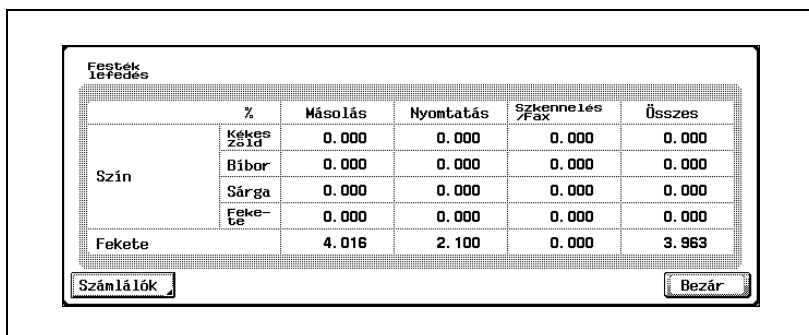 Festék
lefedés
% Másolás Nyomtatás Szkennelés /Fax Összes
Szín
Kékes zöld 0.000 0.000 0.000 0.000
Bíbor 0.000 0.000 0.000 0.000
Sárga 0.000 0.000 0.000 0.000
Feke-te 0.000 0.000 0.000 0.000
Fekete 4.016 2.100 0.000 3.963
Számlálók Bezár